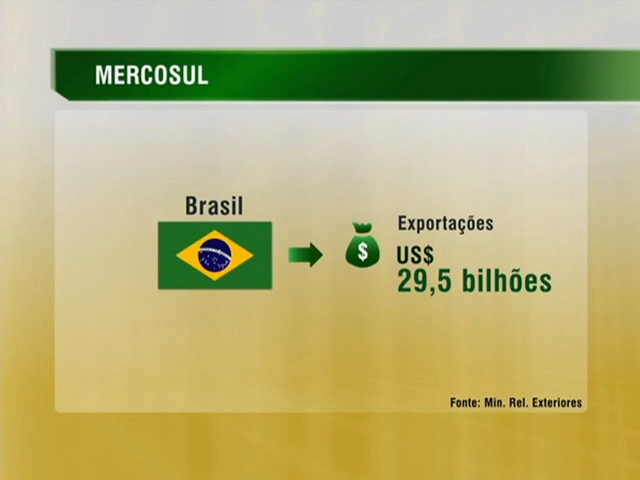 MERCOSUL
Brasil
$
Exportações
US$
29,5 bilhões
Fonte: Min. Rel. Exteriores